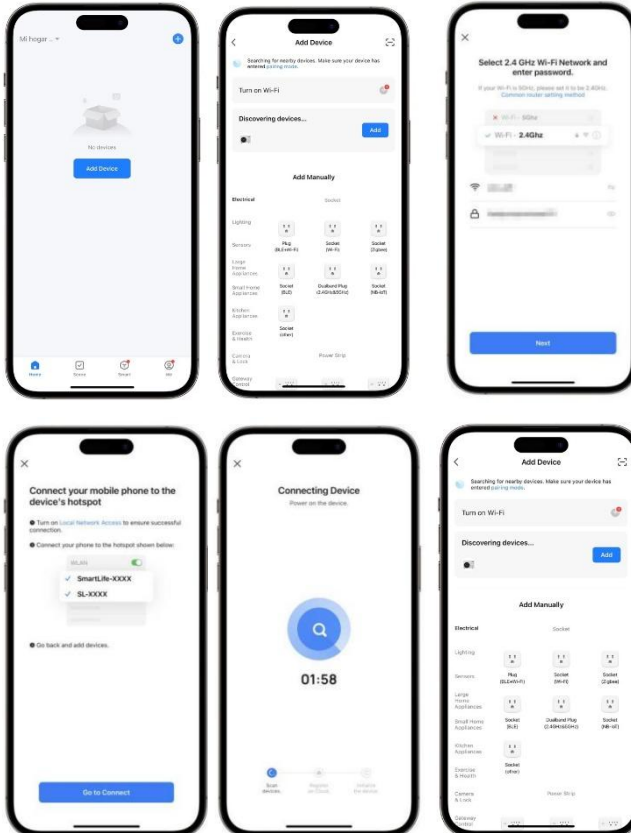 Mi hogar ..
No devices
Add Device
Home
Scene
Smart
Me
Add Device
Searching for nearby devices. Make sure your device has
entered pairing mode.
Turn on Wi-Fi
Discovering devices...
Add
Add Manually
Electrical
Socket
Lighting
Sensors
Large
Home
Appliances
Small Home
Appliances
Kitchen
Appliances
Exercise
& Health
Camera
& Lock
Gateway
Control
Plug
(BLE+Wi-Fi)
Socket
(Wi-Fi)
Socket
(Zigbee)
Socket
(BLE)
Dualband Plug
(2.4GHz&5GHz)
Socket
(NB-IoT)
Socket
(other)
Power Strip
Select 2.4 GHz Wi-Fi Network and
enter password.
If your Wi-Fi is 5GHz, please set it to be 2.4GHz.
Common router setting method
Wi-Fi - 5Ghz
Wi-Fi - 2.4Ghz
Next
Connect your mobile phone to the
device's hotspot
Turn on Local Network Access to ensure successful
connection.
Connect your phone to the hotspot shown below:
WLAN
SmartLife-XXXX
SL-XXXX
Go back and add devices.
Go to Connect
Connecting Device
Power on the device.
01:58
Scan
devices.
Register
on Cloud.
Initialize
the device.
Add Device
Searching for nearby devices. Make sure your device has
entered pairing mode.
Turn on Wi-Fi
Discovering devices...
Add
Add Manually
Electrical
Socket
Lighting
Sensors
Large
Home
Appliances
Small Home
Appliances
Kitchen
Appliances
Exercise
& Health
Camera
& Lock
Gateway
Control
Plug
(BLE+Wi-Fi)
Socket
(Wi-Fi)
Socket
(Zigbee)
Socket
(BLE)
Dualband Plug
(2.4GHz&5GHz)
Socket
(NB-IoT)
Socket
(other)
Power Strip